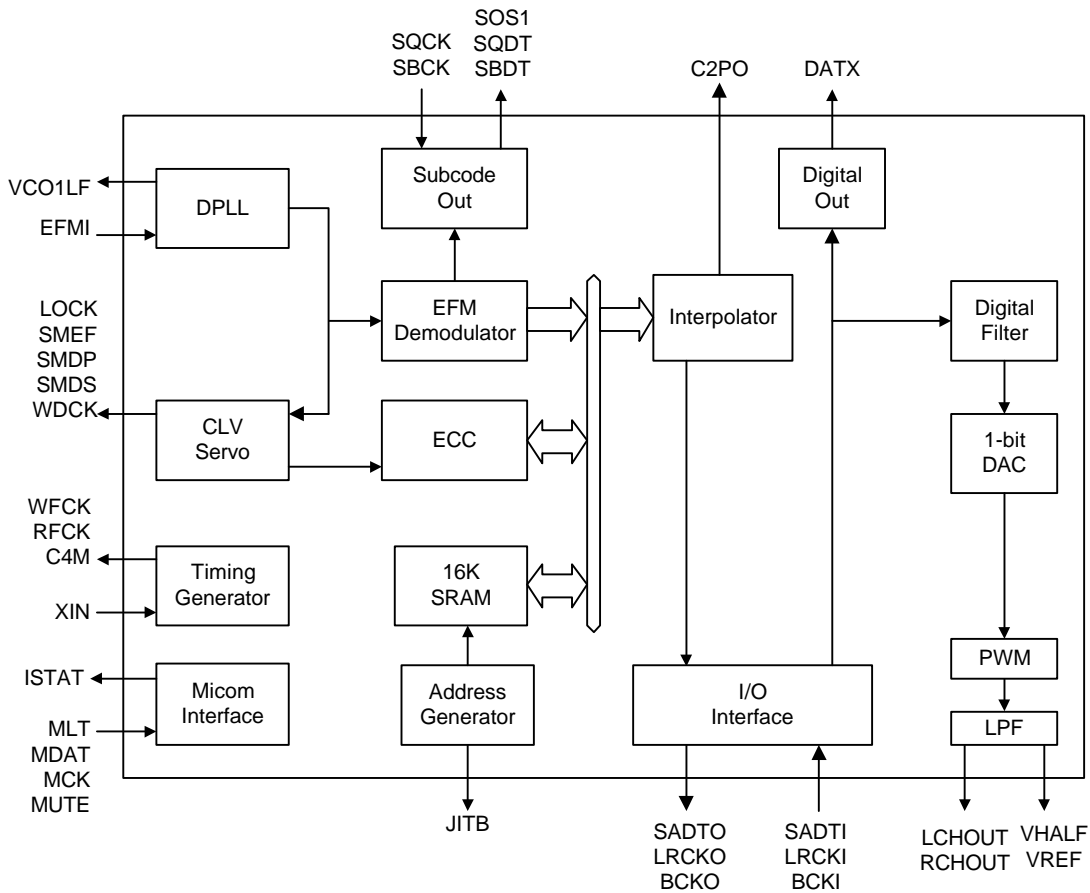 SOS1
SQCK
SQDT
SBCK
SBDT
C2PO
DATX
VCO1LF
EFMI
DPLL
Subcode
Out
Digital
Out
LOCK
SMEF
SMDP
SMDS
WDCK
EFM
Demodulator
Interpolator
Digital
Filter
CLV
Servo
ECC
1-bit
DAC
WFCK
RFCK
C4M
XIN
Timing
Generator
16K
SRAM
ISTAT
MLT
MDAT
MCK
MUTE
Micom
Interface
Address
Generator
I/O
Interface
PWM
LPF
JITB
SADTO
LRCKO
BCKO
SADTI
LRCKI
BCKI
LCHOUT
RCHOUT
VHALF
VREF